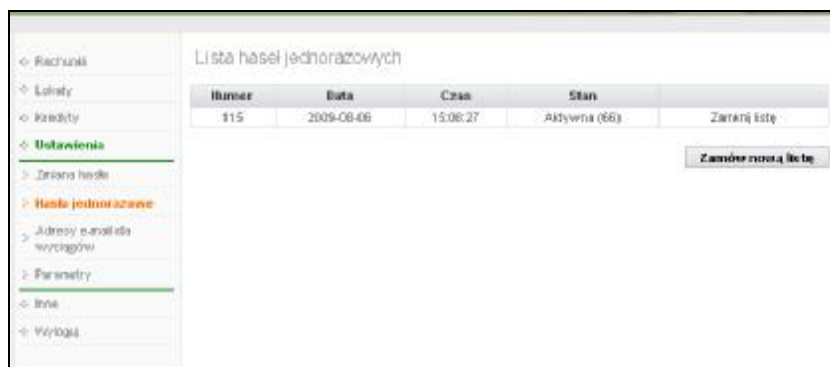 Rachunki
Lokaty
Kredyty
Ustawienia
Zmiana hasła
Hasła jednorazowe
Adresy e-mail dla
wyciągów
Parametry
Inne
Wyloguj
Lista haseł jednorazowych
Numer Data Czas Stan
115 2009-08-06 15:08:27 Aktywna (66) Zamknij listę
Zamów nową listę